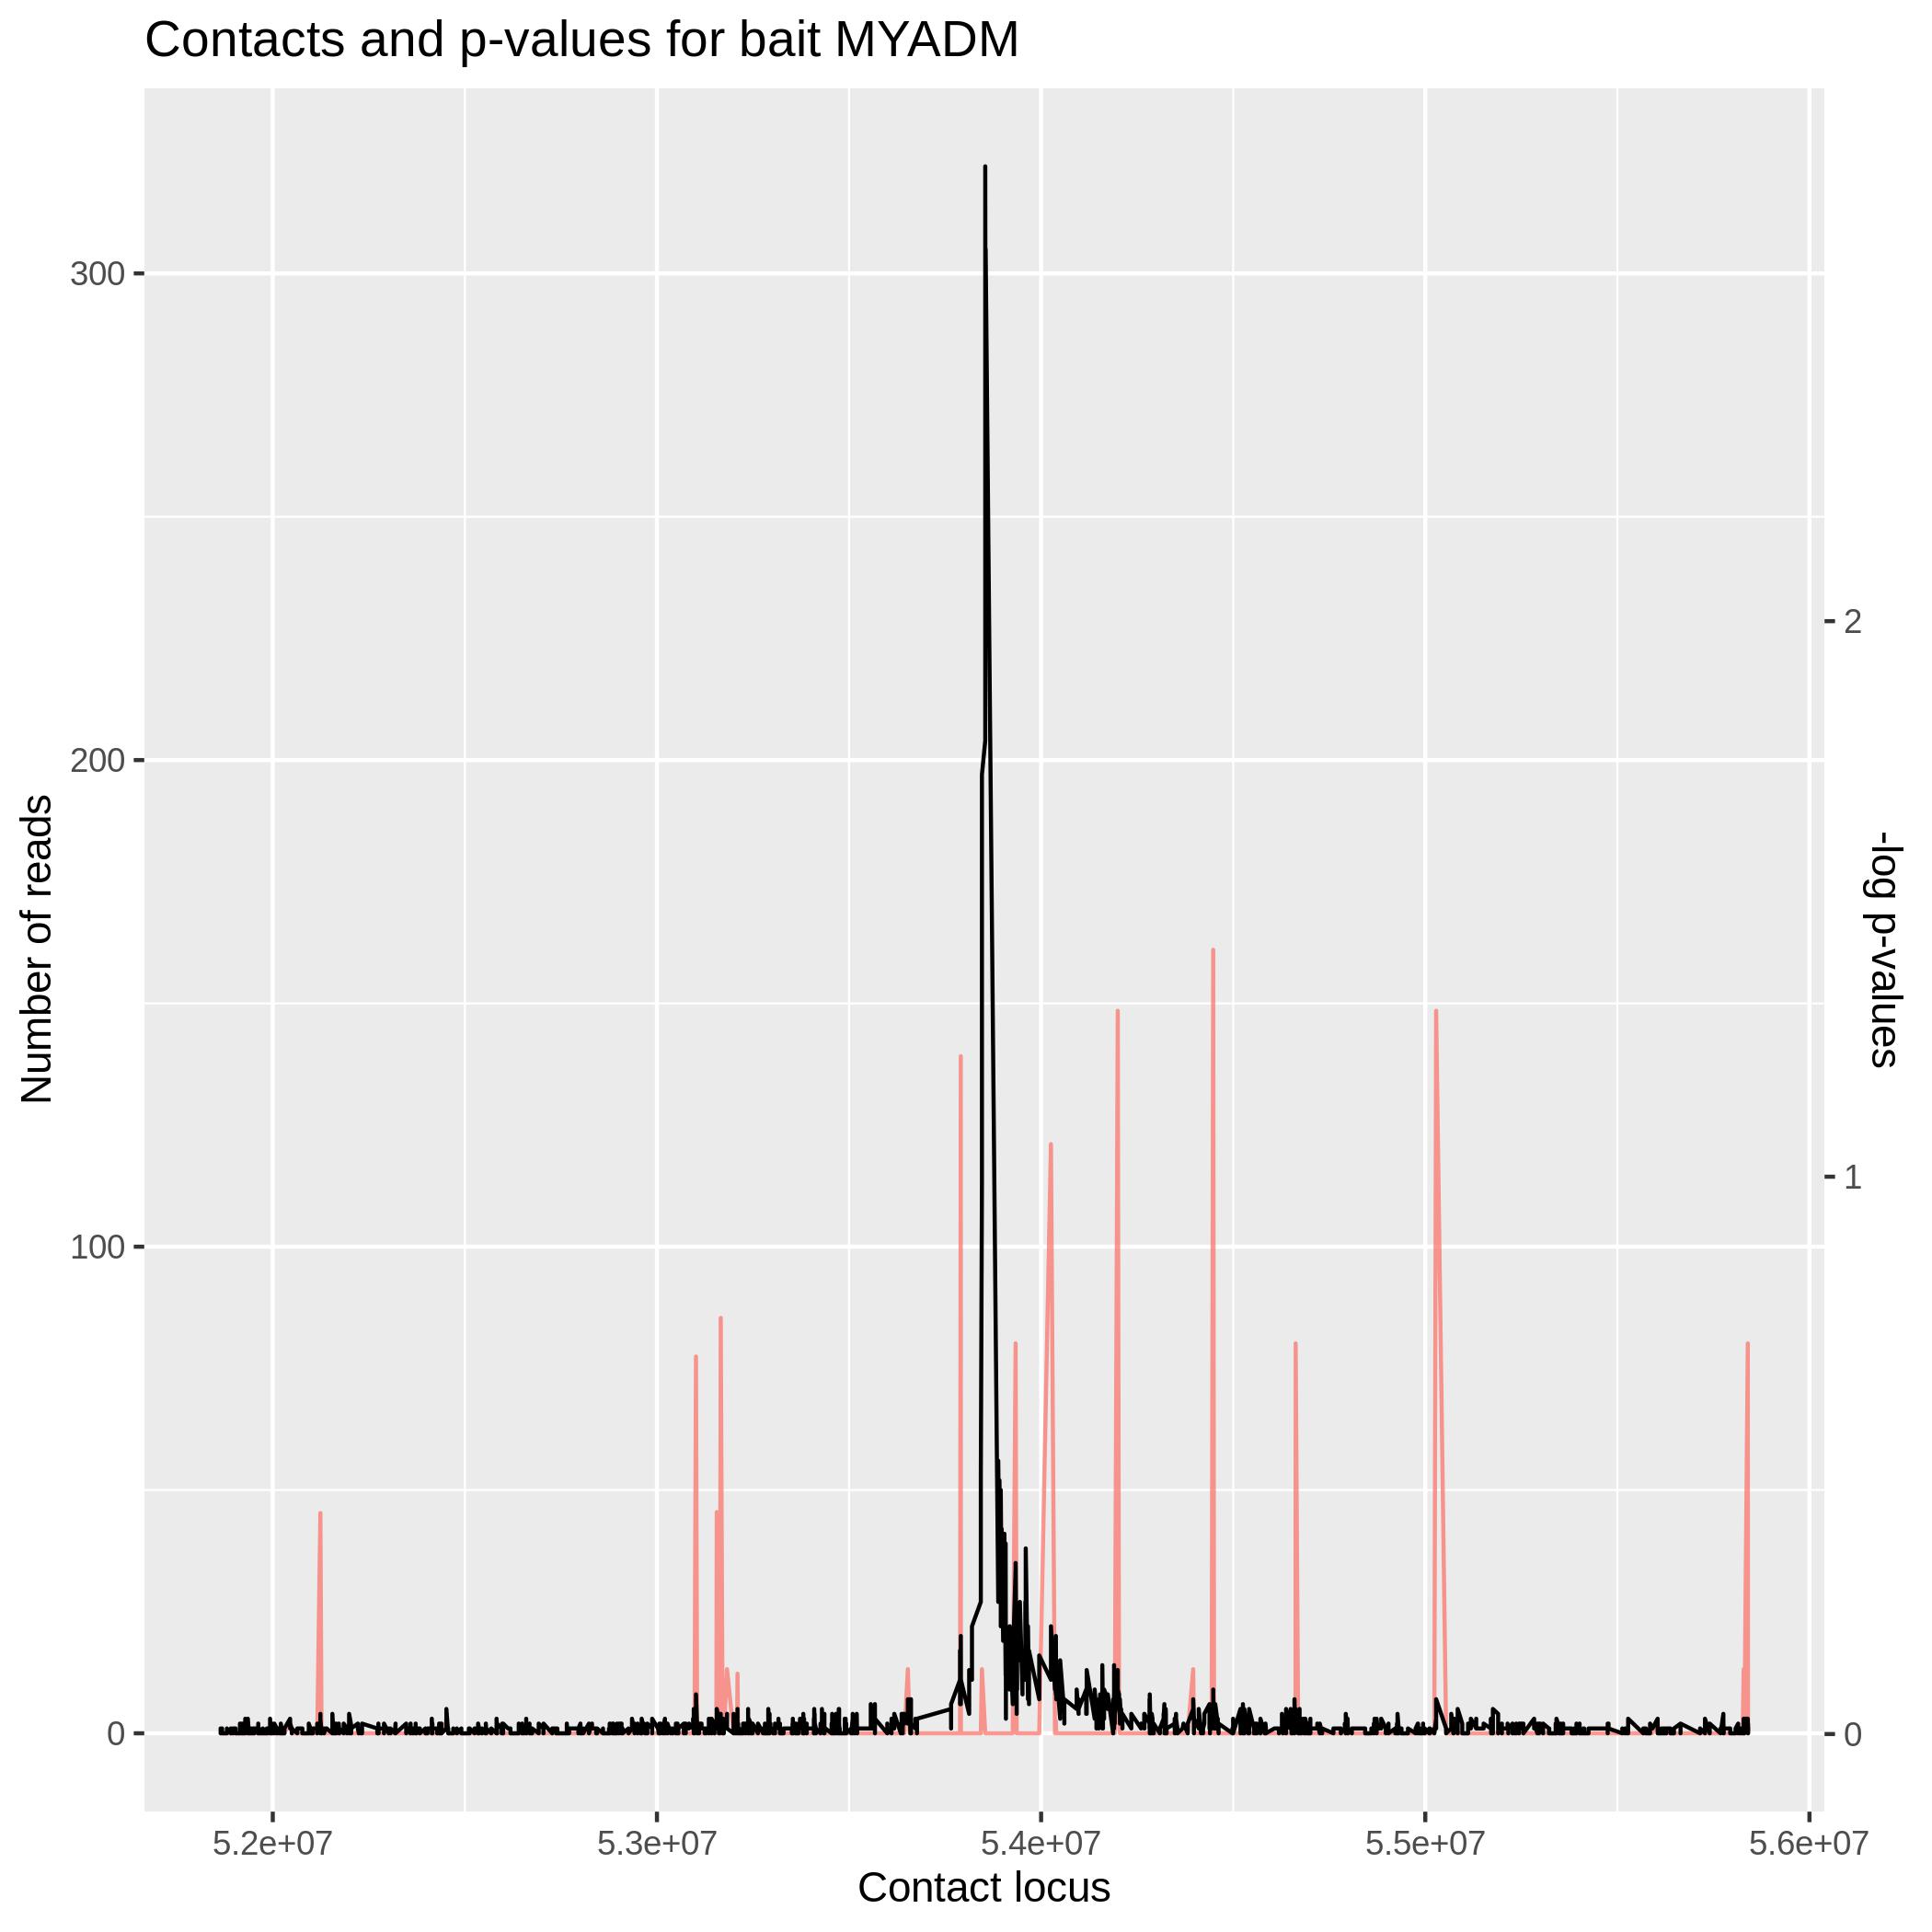 Contacts and p-values for bait MYADM
300
200
100
0
Number of reads
2
1
0
-log p-values
5.2e+07
5.3e+07
5.4e+07
5.5e+07
5.6e+07
Contact locus